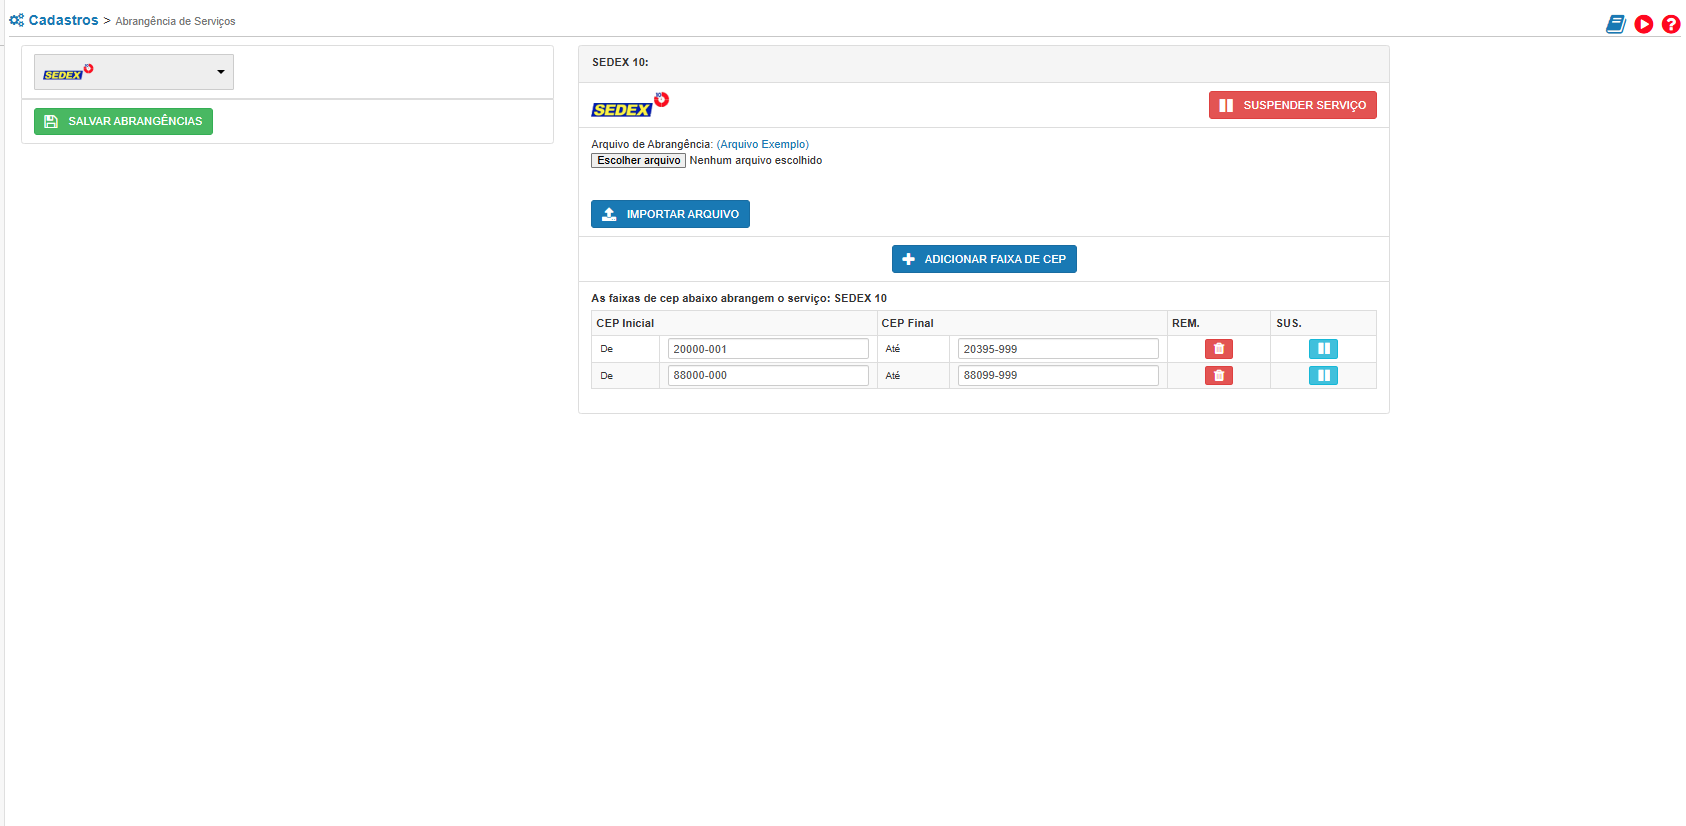 Cadastros > Abrangência de Serviços
SEDEX
SALVAR ABRANGÊNCIAS
SEDEX 10:
SEDEX 10
SUSPENDER SERVIÇO
Arquivo de Abrangência: (Arquivo Exemplo)
Escolher arquivo Nenhum arquivo escolhido
IMPORTAR ARQUIVO
ADICIONAR FAIXA DE CEP
As faixas de cep abaixo abrangem o serviço: SEDEX 10
CEP Inicial CEP Final REM. SUS.
De 20000-001 Até 20395-999
De 88000-000 Até 88099-999